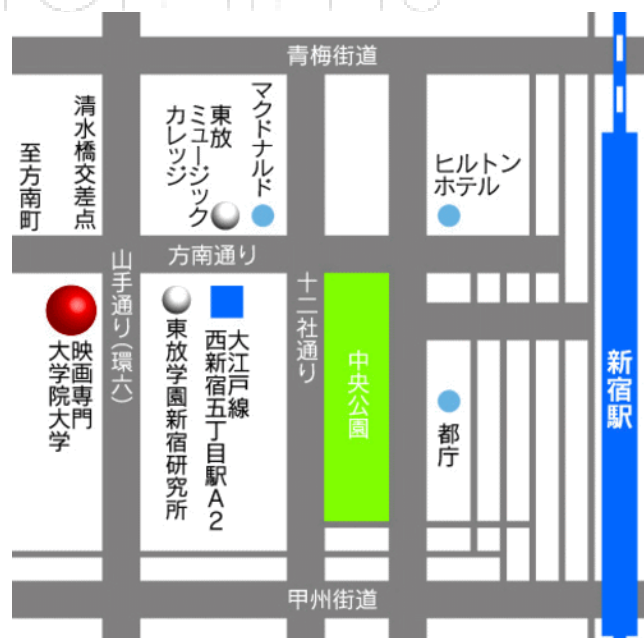 青梅街道
至方南町
清水橋交差点
東放
ミュージック
カレッジ
マクドナルド
ヒルトン
ホテル
方南通り
山手通り(環六)
十二社通り
映画専門
大学院大学
東放学園新宿研究所
大江戸線
西新宿五丁目駅A2
中央公園
都庁
新宿駅
甲州街道